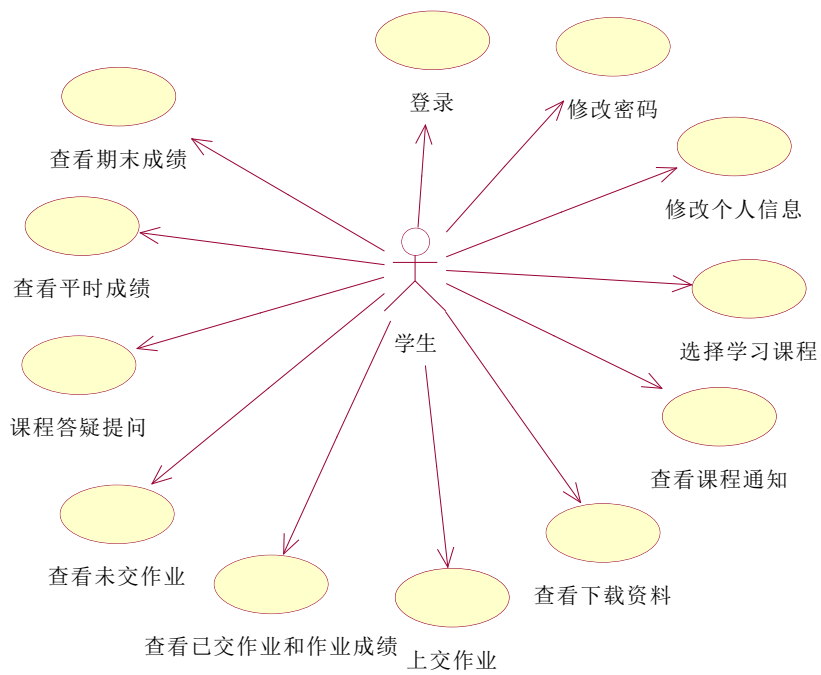 登录
修改密码
查看期末成绩
修改个人信息
查看平时成绩
学生
选择学习课程
课程答疑提问
查看课程通知
查看未交作业
查看下载资料
查看已交作业和作业成绩
上交作业